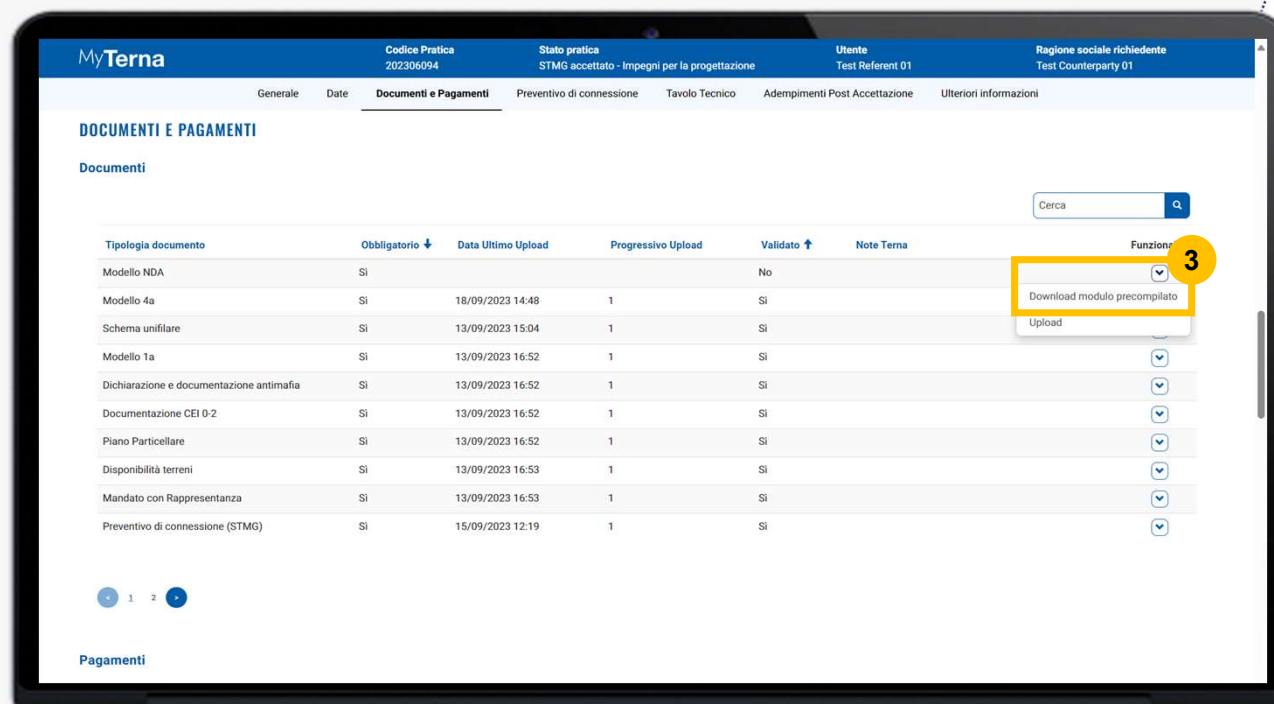 MyTerna
Codice Pratica
202306094
Stato pratica
STMG accettato - Impegni per la progettazione
Utente
Test Referent 01
Ragione sociale richiedente
Test Counterparty 01
Generale Date Documenti e Pagamenti Preventivo di connessione Tavolo Tecnico Adempimenti Post Accettazione Ulteriori informazioni
DOCUMENTI E PAGAMENTI
Documenti
Cerca
Tipologia documento Obbligatorio Data Ultimo Upload Progressivo Upload Validato Note Terna Funziona
3
Modello NDA Sì No
Download modulo precompilato
Upload
Modello 4a Sì 18/09/2023 14:48 1 Sì
Schema unifilare Sì 13/09/2023 15:04 1 Sì
Modello 1a Sì 13/09/2023 16:52 1 Sì
Dichiarazione e documentazione antimafia Sì 13/09/2023 16:52 1 Sì
Documentazione CEI 0-2 Sì 13/09/2023 16:52 1 Sì
Piano Particellare Sì 13/09/2023 16:52 1 Sì
Disponibilità terreni Sì 13/09/2023 16:53 1 Sì
Mandato con Rappresentanza Sì 13/09/2023 16:53 1 Sì
Preventivo di connessione (STMG) Sì 15/09/2023 12:19 1 Sì
< 1 2 >
Pagamenti